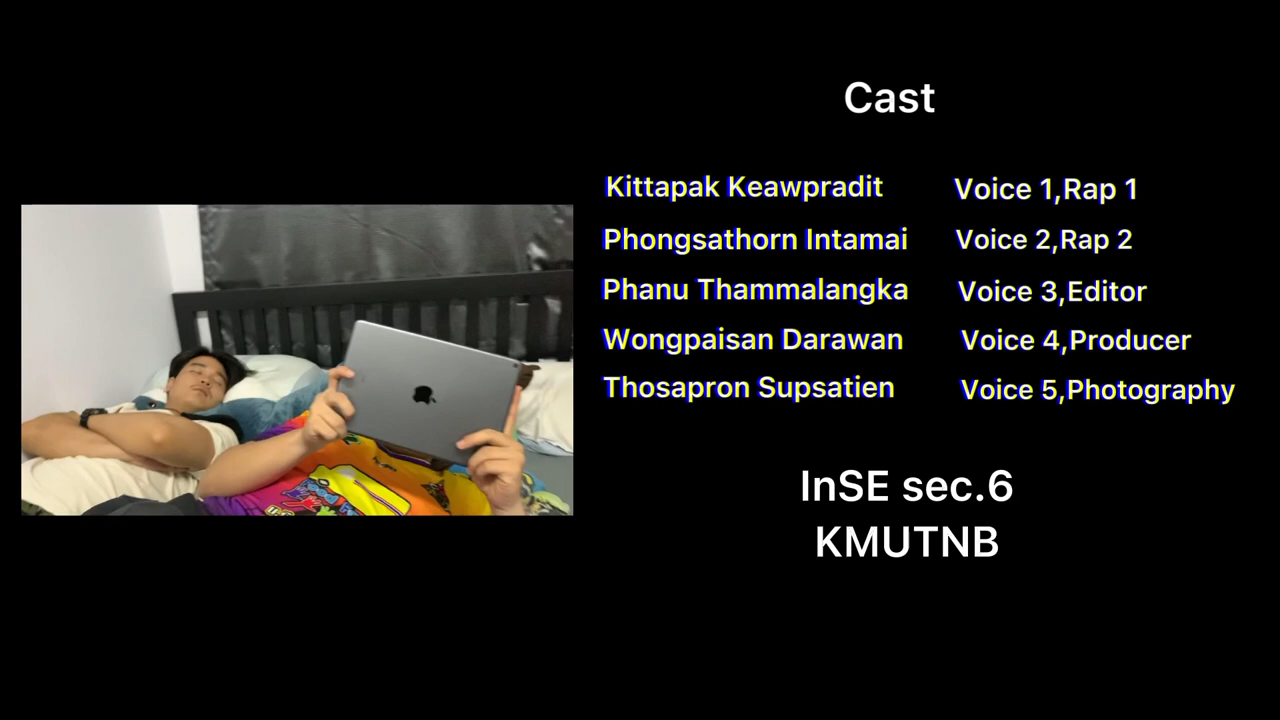 Cast
Kittapak Keawpradit Voice 1,Rap 1
Phongsathorn Intamai Voice 2,Rap 2
Phanu Thammalangka Voice 3,Editor
Wongpaisan Darawan Voice 4,Producer
Thosapron Supsatien Voice 5,Photography
InSE sec.6
KMUTNB